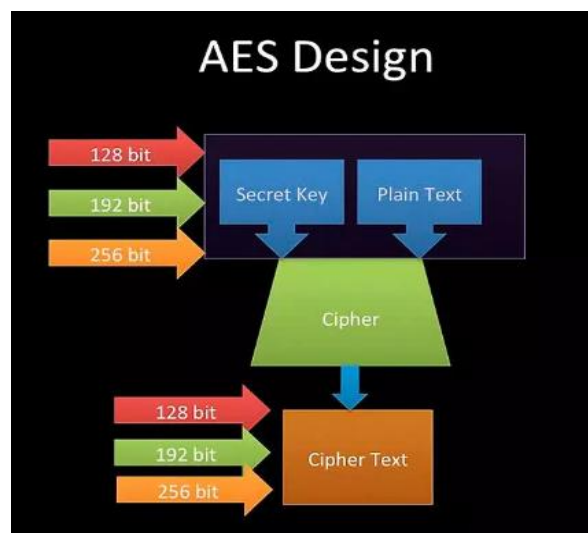 AES Design
128 bit
192 bit
256 bit
Secret Key
Plain Text
Cipher
128 bit
192 bit
256 bit
Cipher Text